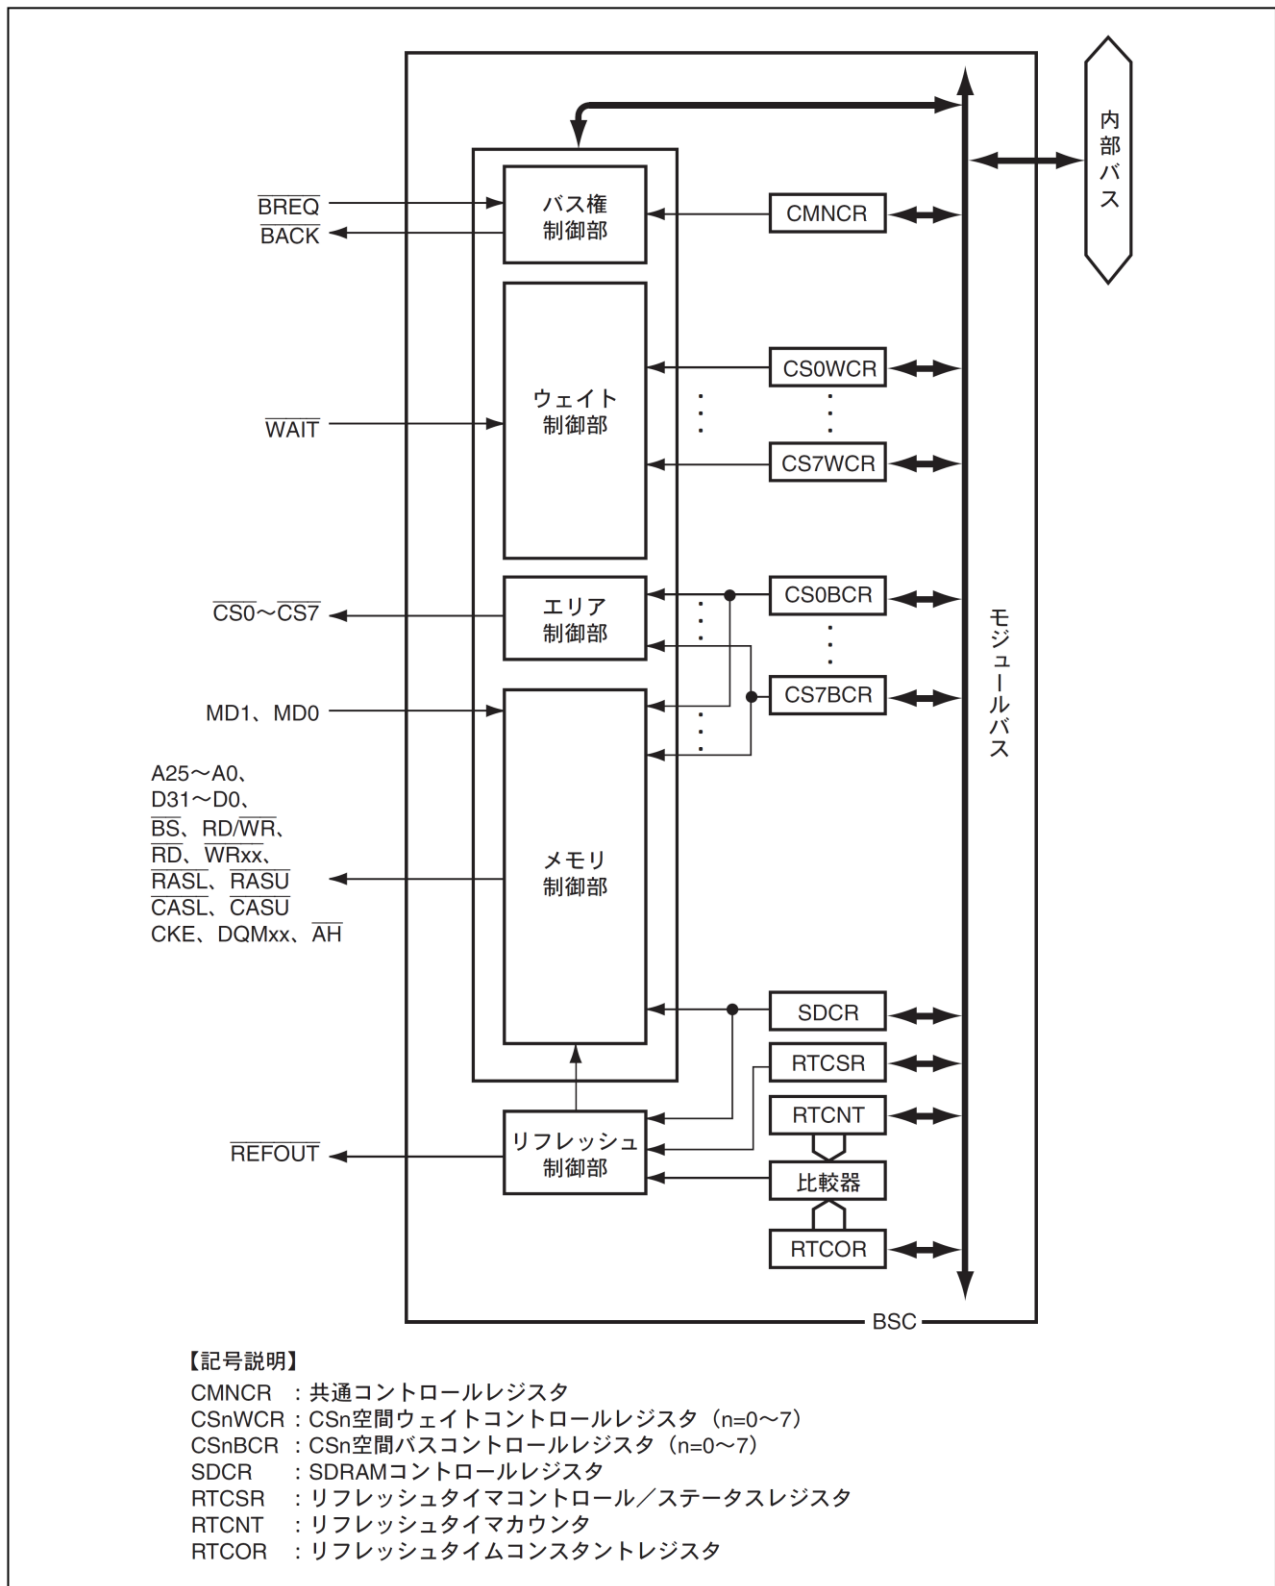 BREQ
BACK
バス権
制御部
CMNCR
内部バス
WAIT
ウェイト
制御部
CS0WCR
CS7WCR
CS0～CS7
エリア
制御部
CS0BCR
CS7BCR
モジュールバス
MD1、MD0
A25～A0、
D31～D0、
BS、RD/WR、
RD、WRxx、
RASL、RASU
CASL、CASU
CKE、DQMxx、AH
メモリ
制御部
SDCR
RTCSR
RTCNT
REFOUT
リフレッシュ
制御部
比較器
RTCOR
BSC
【記号説明】
CMNCR ：共通コントロールレジスタ
CSnWCR：CSn空間ウェイトコントロールレジスタ（n=0～7）
CSnBCR：CSn空間バスコントロールレジスタ（n=0～7）
SDCR ：SDRAMコントロールレジスタ
RTCSR ：リフレッシュタイマコントロール／ステータスレジスタ
RTCNT ：リフレッシュタイマカウンタ
RTCOR ：リフレッシュタイムコンスタントレジスタ